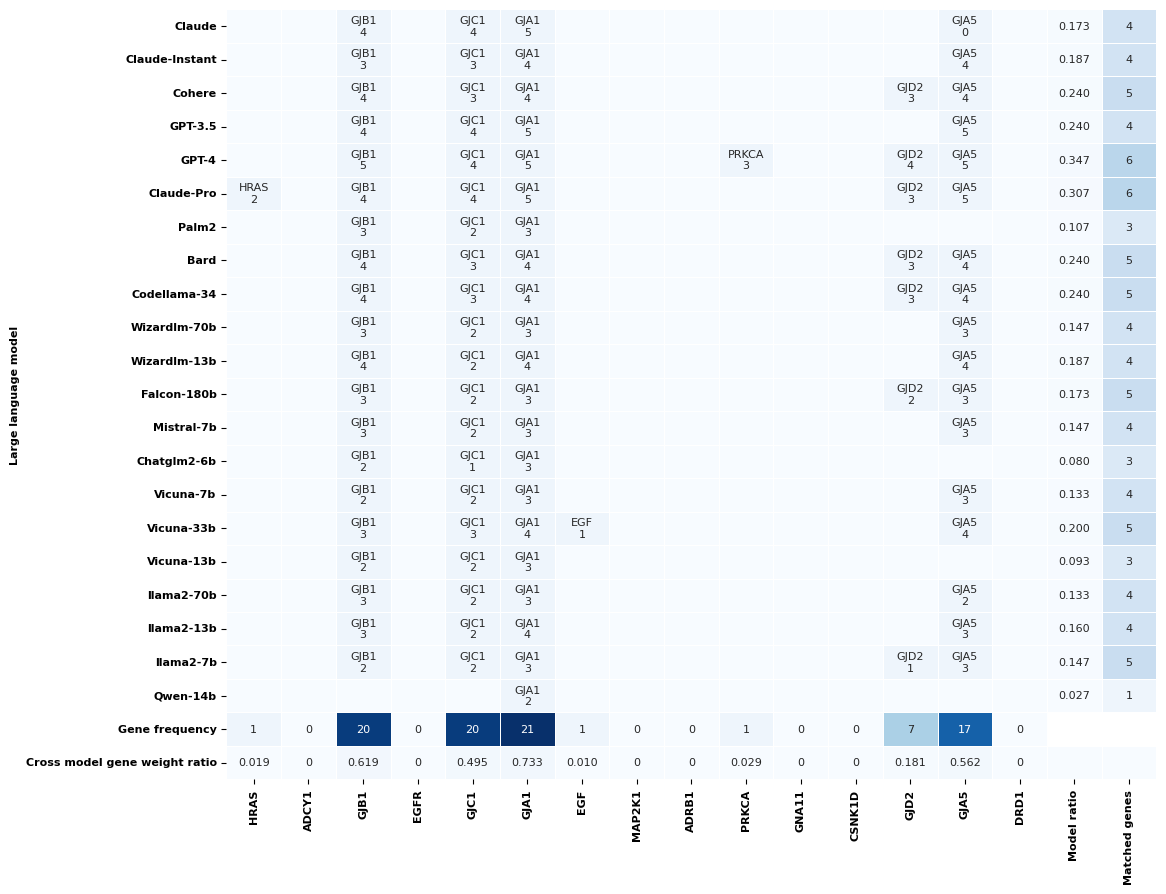 Large language model
Claude GJB1 GJC1 GJA1 GJA5 0.173 4
4 4 5 0
Claude-Instant GJB1 GJC1 GJA1 GJA5 0.187 4
3 3 4 4
Cohere GJB1 GJC1 GJA1 GJD2 GJA5 0.240 5
4 3 4 3 4
GPT-3.5 GJB1 GJC1 GJA1 GJA5 0.240 4
4 4 5 5
GPT-4 GJB1 GJC1 GJA1 PRKCA GJD2 GJA5 0.347 6
5 4 5 3 4 5
Claude-Pro HRAS GJB1 GJC1 GJA1 GJD2 GJA5 0.307 6
2 4 4 5 3 5
Palm2 GJB1 GJC1 GJA1 0.107 3
3 2 3
Bard GJB1 GJC1 GJA1 GJD2 GJA5 0.240 5
4 3 4 3 4
Codellama-34 GJB1 GJC1 GJA1 GJD2 GJA5 0.240 5
4 3 4 3 4
Wizardlm-70b GJB1 GJC1 GJA1 GJA5 0.147 4
3 2 3 3
Wizardlm-13b GJB1 GJC1 GJA1 GJA5 0.187 4
4 2 4 4
Falcon-180b GJB1 GJC1 GJA1 GJD2 GJA5 0.173 5
3 2 3 2 3
Mistral-7b GJB1 GJC1 GJA1 GJA5 0.147 4
3 2 3 3
Chatglm2-6b GJB1 GJC1 GJA1 0.080 3
2 1 3
Vicuna-7b GJB1 GJC1 GJA1 GJA5 0.133 4
2 2 3 3
Vicuna-33b GJB1 GJC1 GJA1 EGF GJA5 0.200 5
3 3 4 1 4
Vicuna-13b GJB1 GJC1 GJA1 0.093 3
2 2 3
llama2-70b GJB1 GJC1 GJA1 GJA5 0.133 4
3 2 3 2
llama2-13b GJB1 GJC1 GJA1 GJA5 0.160 4
3 2 4 3
llama2-7b GJB1 GJC1 GJA1 GJD2 GJA5 0.147 5
2 2 3 1 3
Qwen-14b GJA1 0.027 1
2
Gene frequency 1 0 20 0 20 21 1 0 0 1 0 0 7 17 0
Cross model gene weight ratio 0.019 0 0.619 0 0.495 0.733 0.010 0 0 0.029 0 0 0.181 0.562 0
HRAS ADCY1 GJB1 EGFR GJC1 GJA1 EGF MAP2K1 ADRB1 PRKCA GNA11 CSNK1D GJD2 GJA5 DRD1 Model ratio Matched genes